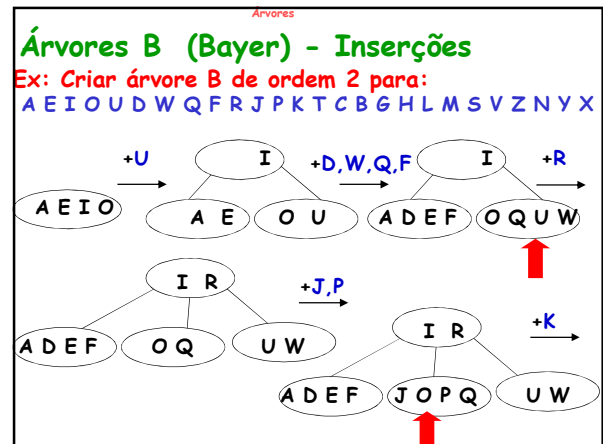 Árvores
Árvores B (Bayer) - Inserções
Ex: Criar árvore B de ordem 2 para:
A E I O U D W Q F R J P K T C B G H L M S V Z N Y X
A E I O
+U
I
A E
O U
+D,W,Q,F
I
A D E F
O Q U W
+R
I R
A D E F
O Q
U W
+J,P
I R
A D E F
J O P Q
U W
+K